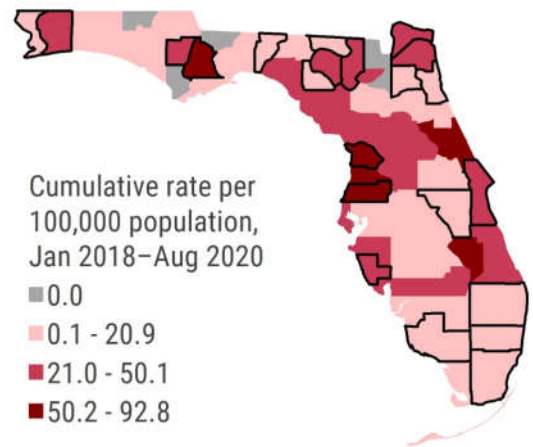 Cumulative rate per
100,000 population,
Jan 2018–Aug 2020
0.0
0.1 - 20.9
21.0 - 50.1
50.2 - 92.8